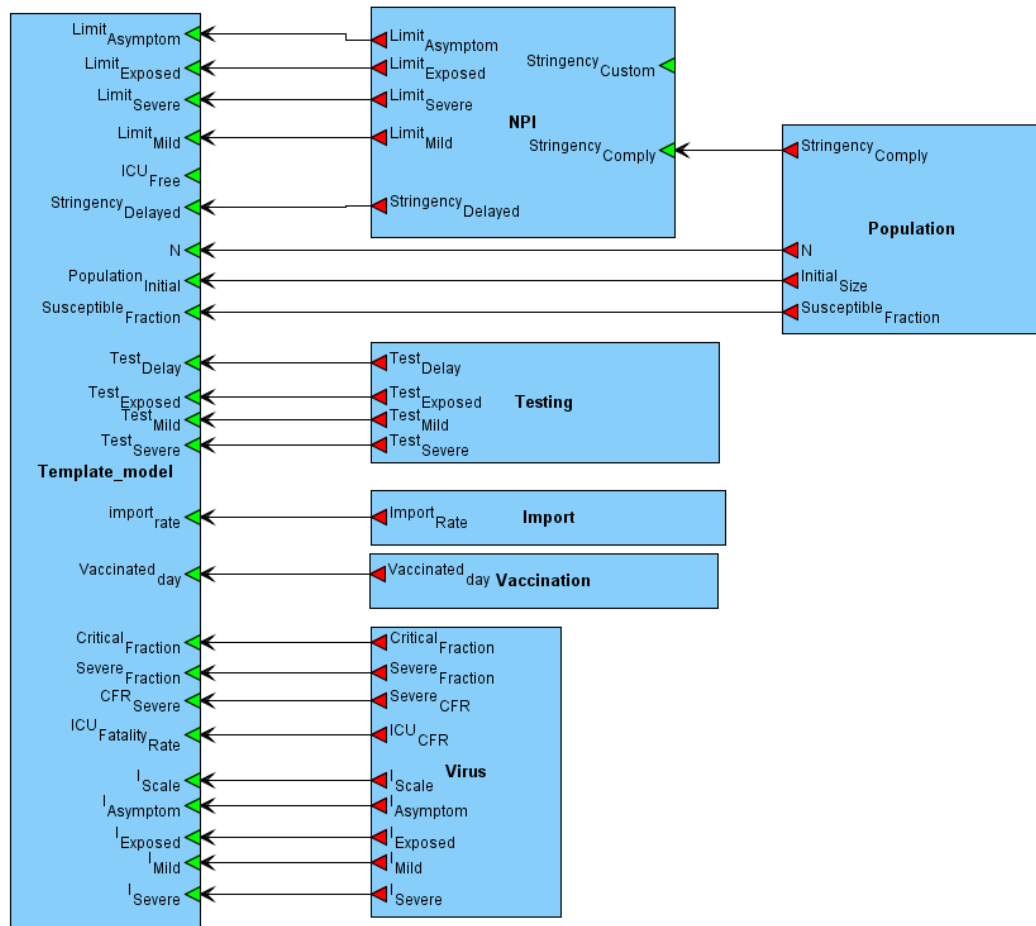 Limit Asymptom
Limit Exposed
Limit Severe
Limit Mild
ICU Free
Stringency Delayed
N
Population Initial
Susceptible Fraction
Test Delay
Test Exposed
Test Mild
Test Severe
Template_model
import rate
Vaccinated day
Critical Fraction
Severe Fraction
CFR Severe
ICU Fatality Rate
I Scale
I Asymptom
I Exposed
I Mild
I Severe
Limit Asymptom
Limit Exposed
Limit Severe
Limit Mild
Stringency Delayed
NPI
Stringency Custom
Stringency Comply
Stringency Comply
Population
N
Initial Size
Susceptible Fraction
Test Delay
Test Exposed
Test Mild
Test Severe
Testing
Import Rate
Import
Vaccinated day
Vaccination
Critical Fraction
Severe Fraction
Severe CFR
ICU CFR
Virus
I Scale
I Asymptom
I Exposed
I Mild
I Severe